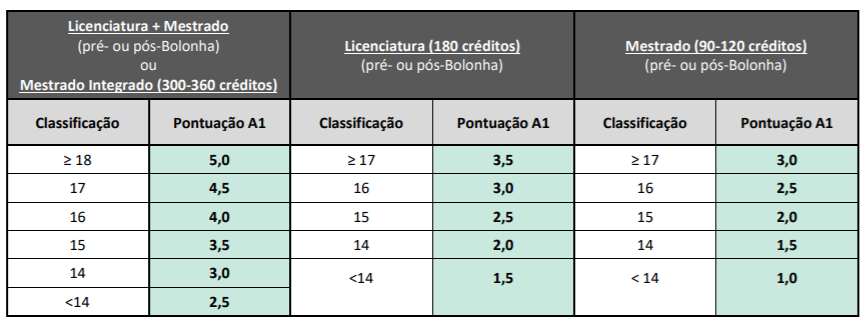 Licenciatura + Mestrado
(pré- ou pós-Bolonha)
ou
Mestrado Integrado (300-360 créditos)
Licenciatura (180 créditos)
(pré- ou pós-Bolonha)
Mestrado (90-120 créditos)
(pré- ou pós-Bolonha)
Classificação Pontuação A1 Classificação Pontuação A1 Classificação Pontuação A1
≥ 18 5,0 ≥ 17 3,5 ≥ 17 3,0
17 4,5 16 3,0 16 2,5
16 4,0 15 2,5 15 2,0
15 3,5 14 2,0 14 1,5
14 3,0 <14 1,5 < 14 1,0
<14 2,5